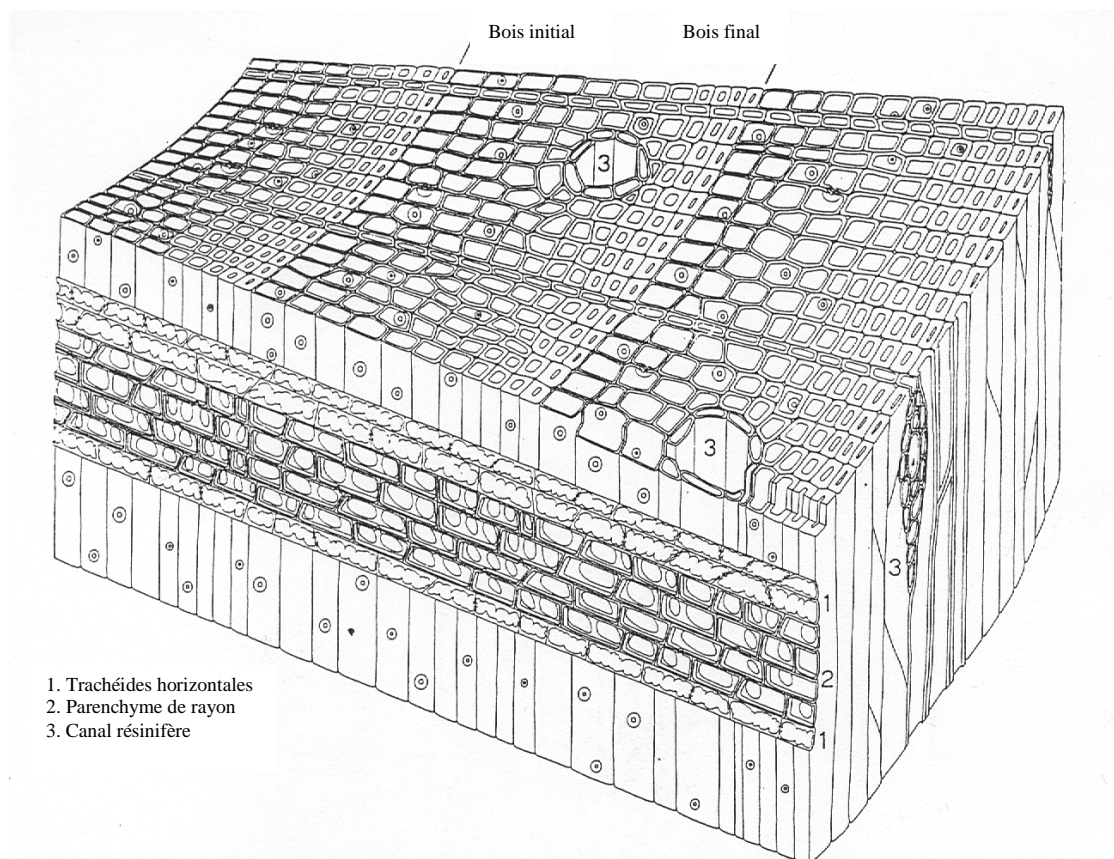 Bois initial
Bois final
3
3
3
1
2
1
1. Trachéides horizontales
2. Parenchyme de rayon
3. Canal résinifère